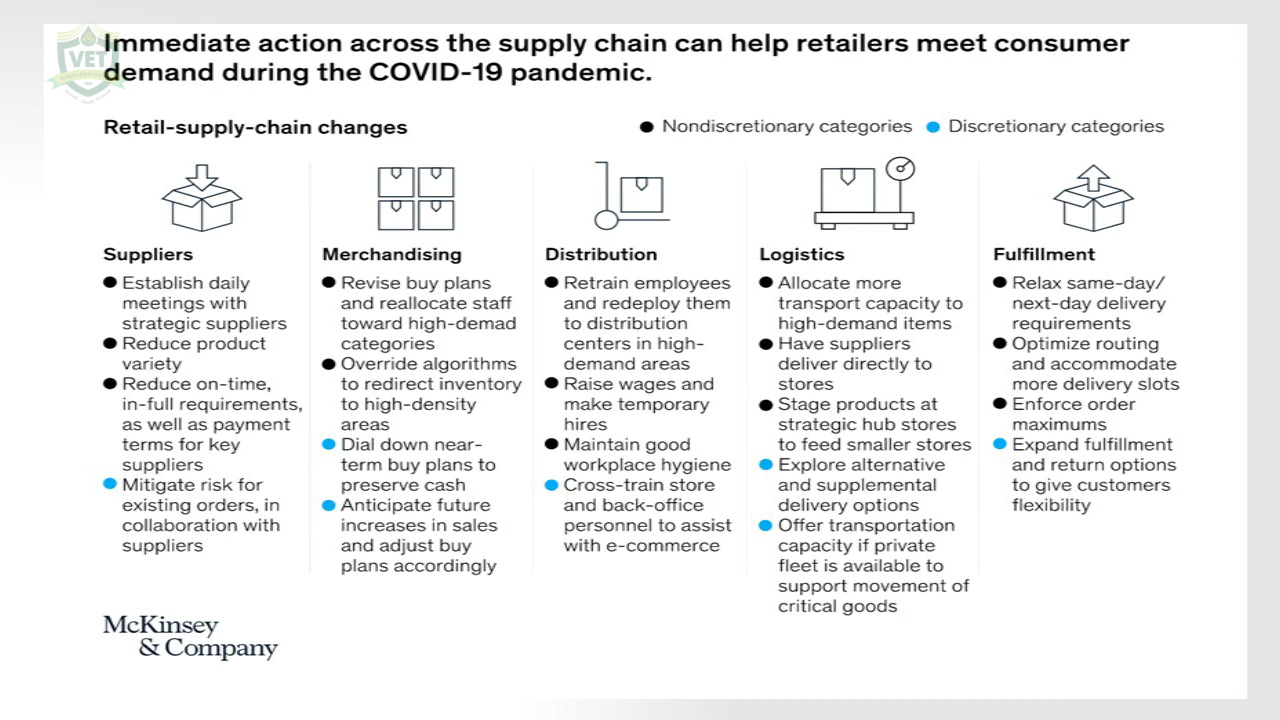 Immediate action across the supply chain can help retailers meet consumer
demand during the COVID-19 pandemic.
VET
Retail-supply-chain changes
Nondiscretionary categories
Discretionary categories
Suppliers
Establish daily
meetings with
strategic suppliers
Reduce product
variety
Reduce on-time,
in-full requirements,
as well as payment
terms for key
suppliers
Mitigate risk for
existing orders, in
collaboration with
suppliers
Merchandising
Revise buy plans
and reallocate staff
toward high-demad
categories
Override algorithms
to redirect inventory
to high-density
areas
Dial down near-
term buy plans to
preserve cash
Anticipate future
increases in sales
and adjust buy
plans accordingly
Distribution
Retrain employees
and redeploy them
to distribution
centers in high-
demand areas
Raise wages and
make temporary
hires
Maintain good
workplace hygiene
Cross-train store
and back-office
personnel to assist
with e-commerce
Logistics
Allocate more
transport capacity to
high-demand items
Have suppliers
deliver directly to
stores
Stage products at
strategic hub stores
to feed smaller stores
Explore alternative
and supplemental
delivery options
Offer transportation
capacity if private
fleet is available to
support movement of
critical goods
Fulfillment
Relax same-day/
next-day delivery
requirements
Optimize routing
and accommodate
more delivery slots
Enforce order
maximums
Expand fulfillment
and return options
to give customers
flexibility
McKinsey
& Company